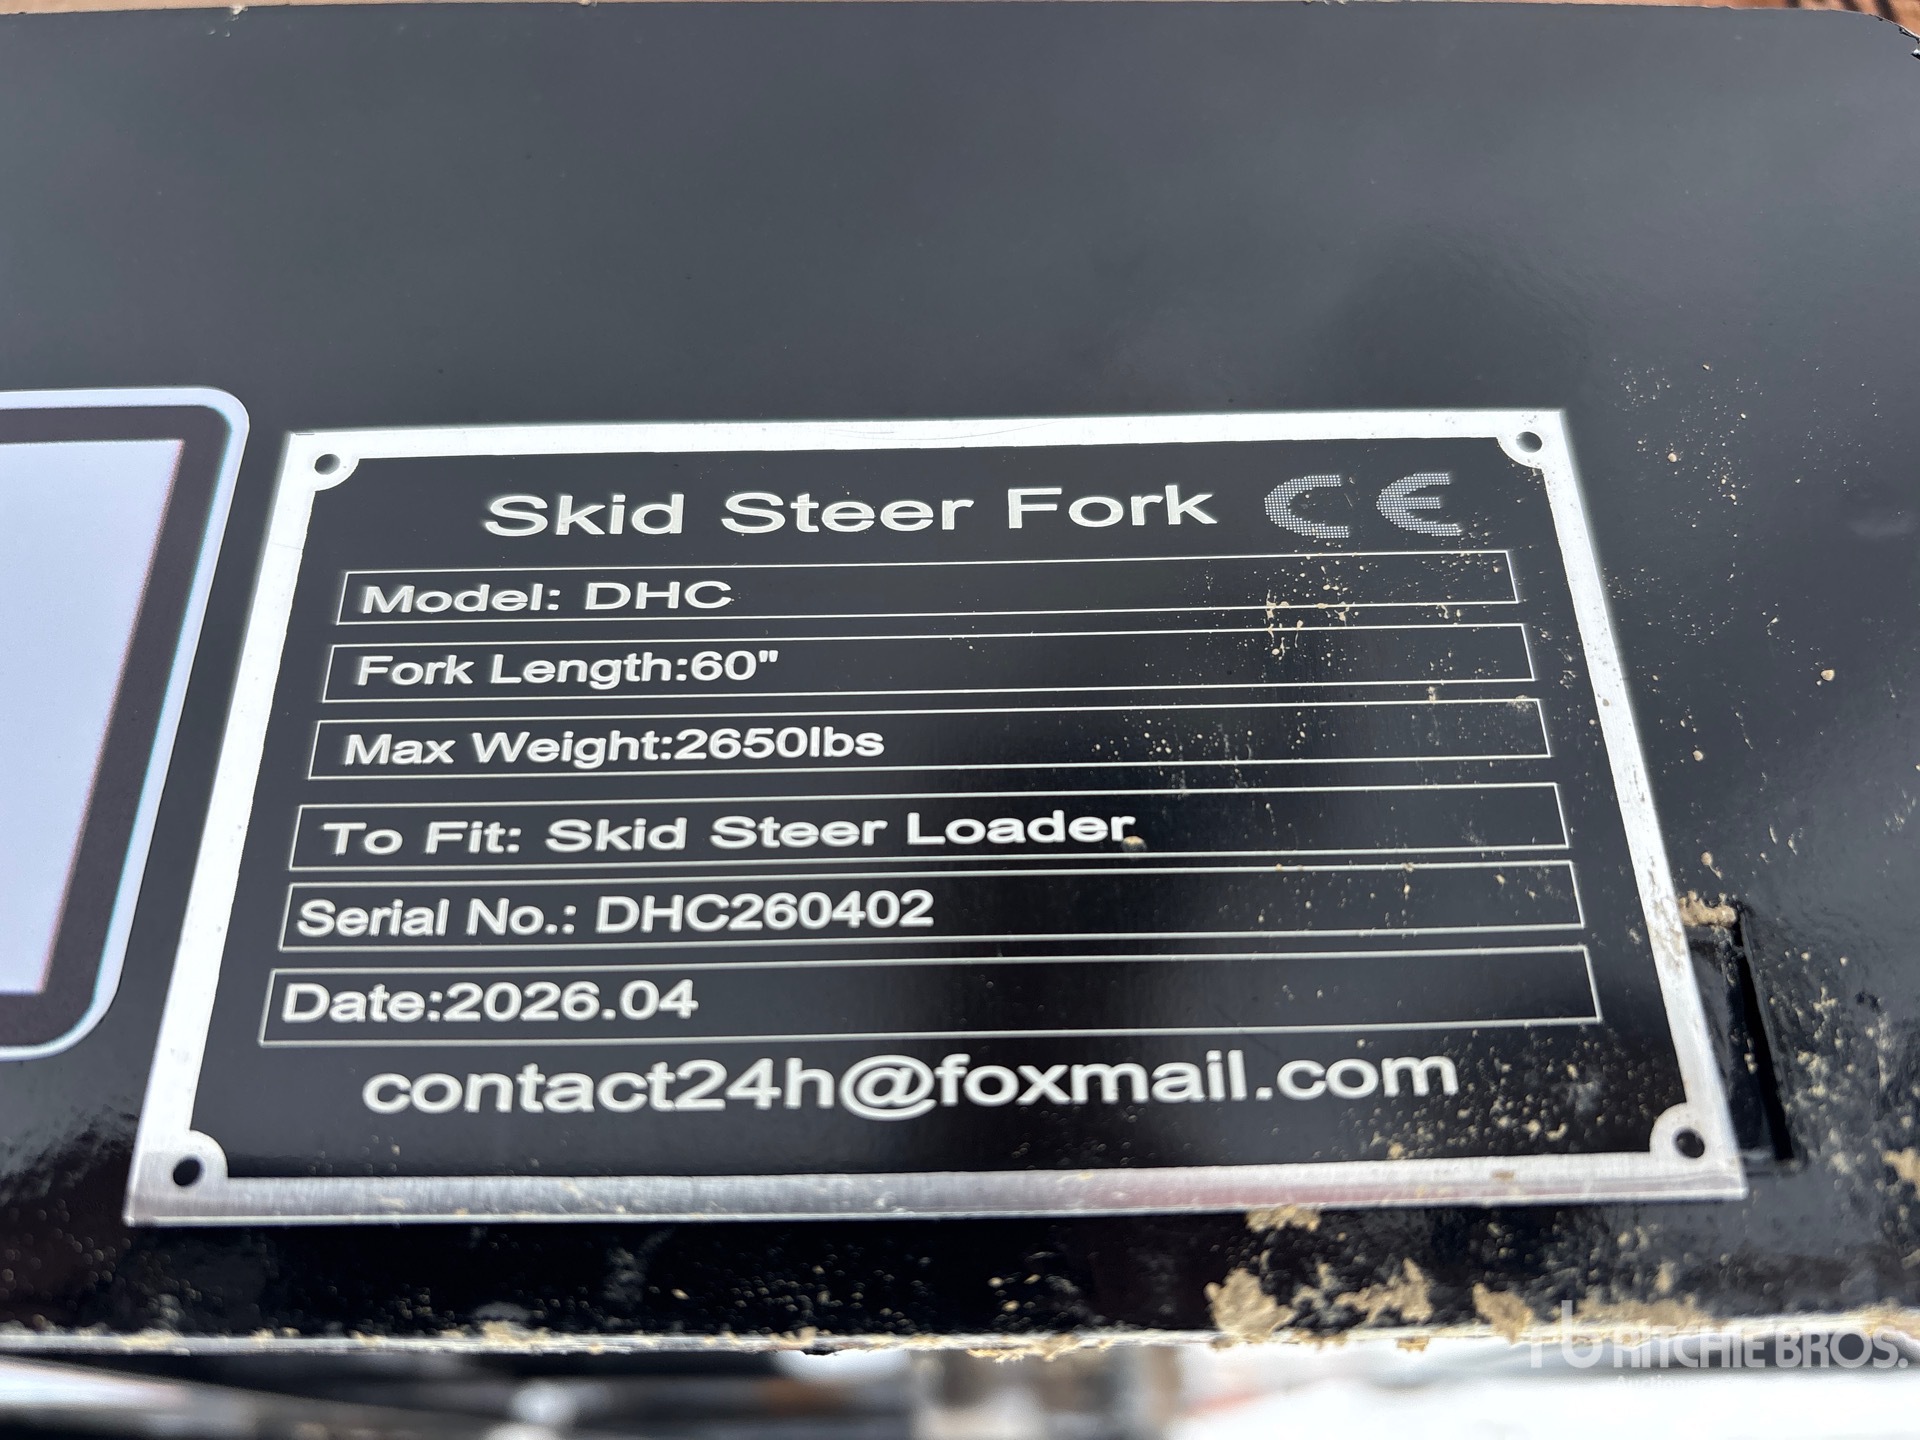 Skid Steer Fork CE
Model: DHC
Fork Length:60"
Max Weight:2650lbs
To Fit: Skid Steer Loader
Serial No.: DHC260402
Date:2026.04
contact24h@foxmail.com
rb RITCHIE BROS.